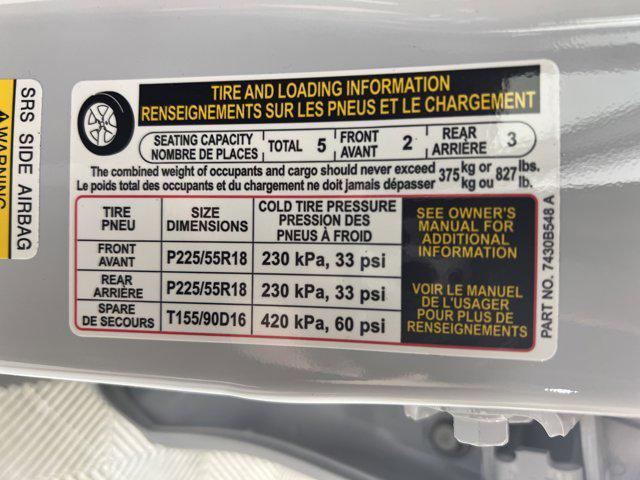 TIRE AND LOADING INFORMATION
RENSEIGNEMENTS SUR LES PNEUS ET LE CHARGEMENT
SEATING CAPACITY
NOMBRE DE PLACES
TOTAL 5
FRONT
AVANT 2
REAR
ARRIÈRE 3
The combined weight of occupants and cargo should never exceed 375 kg or 827 lbs.
Le poids total des occupants et du chargement ne doit jamais dépasser kg ou lb.
TIRE
PNEU
SIZE
DIMENSIONS
COLD TIRE PRESSURE
PRESSION DES
PNEUS À FROID
FRONT
AVANT
P225/55R18
230 kPa, 33 psi
REAR
ARRIÈRE
P225/55R18
230 kPa, 33 psi
SPARE
DE SECOURS
T155/90D16
420 kPa, 60 psi
SEE OWNER'S
MANUAL FOR
ADDITIONAL
INFORMATION
VOIR LE MANUEL
DE L'USAGER
POUR PLUS DE
RENSEIGNEMENTS
PART NO. 7430B548 A
SRS SIDE AIRBAG
WARNING